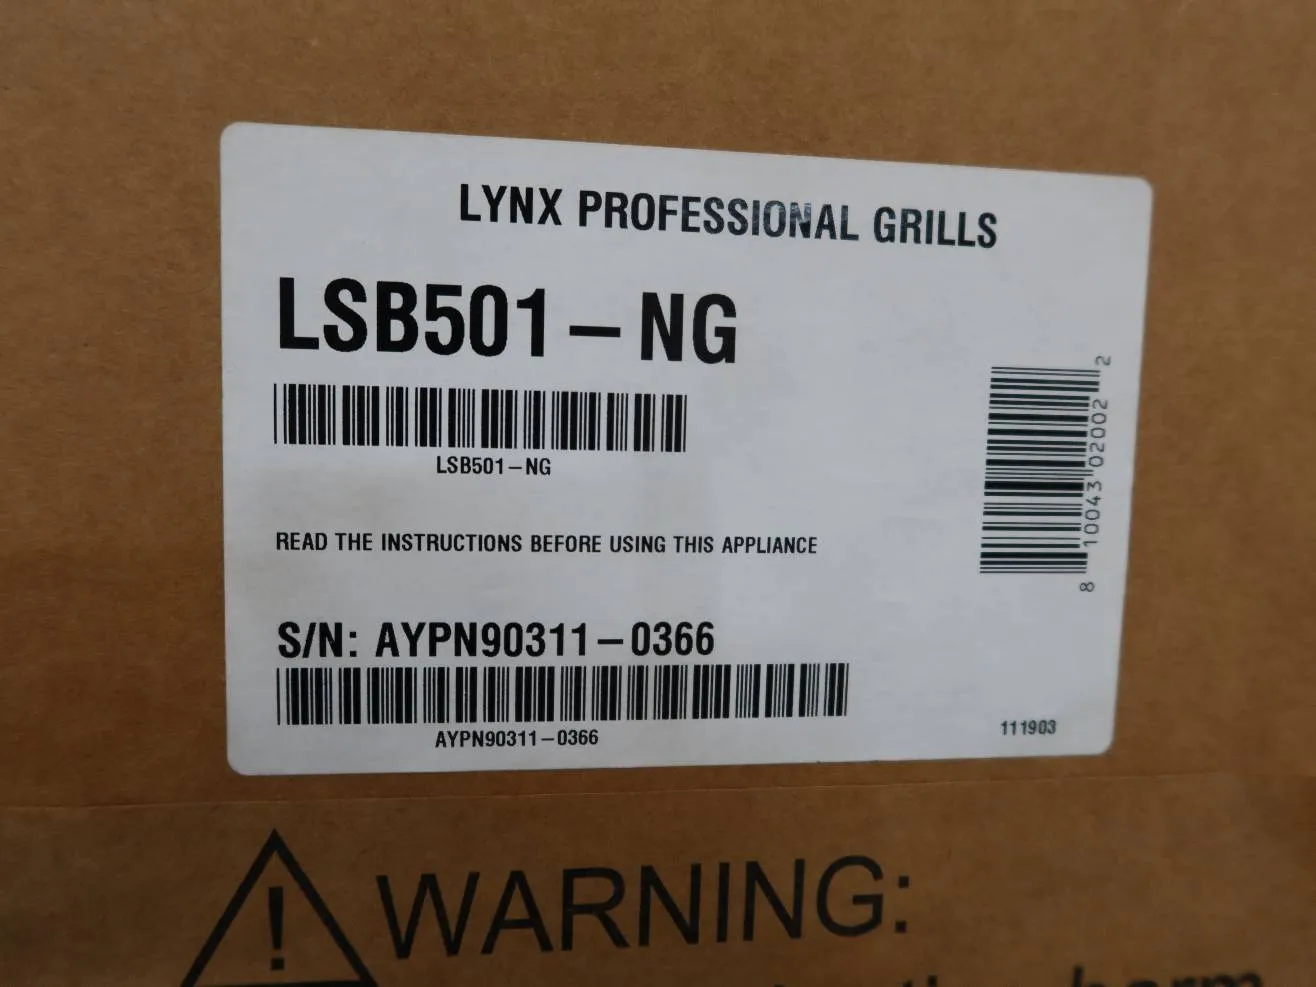 LYNX PROFESSIONAL GRILLS
LSB501-NG
LSB501-NG
8 10043 02002 2
READ THE INSTRUCTIONS BEFORE USING THIS APPLIANCE
S/N: AYPN90311-0366
AYPN90311-0366
111903
WARNING:
harm